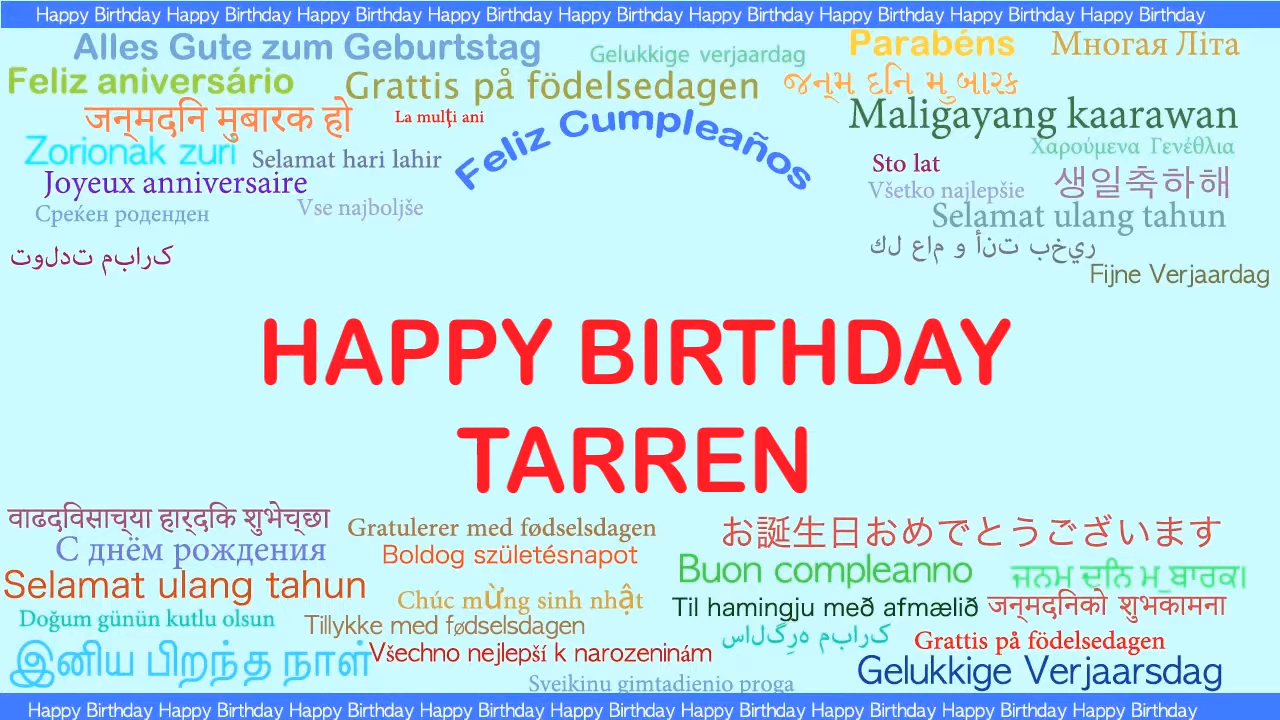 Happy Birthday Happy Birthday Happy Birthday Happy Birthday Happy Birthday Happy Birthday Happy Birthday Happy Birthday Happy Birthday
Alles Gute zum Geburtstag
Gelukkige verjaardag
Parabéns
Многая Літа
Feliz aniversário
Grattis på födelsedagen
જન્મ દનિ મુબારક
जन्मदनि मुबारक हो
La mulţi ani
Feliz Cumpleaños
Maligayang kaarawan
Zorionak zuri
Selamat hari lahir
Χαρούμενα Γενέθλια
Sto lat
Joyeux anniversaire
Všetko najlepšie
생일축하해
Среќен роденден
Vse najboljše
Selamat ulang tahun
تولدت مبارک
كل عام و أنت بخير
Fijne Verjaardag
HAPPY BIRTHDAY
TARREN
वाढदविसाच्या हार्दकि शुभेच्छा
Gratulerer med fødselsdagen
お誕生日おめでとうございます
С днём рождения
Boldog születésnapot
Buon compleanno
ਜਨਮ ਦਨਿ ਮੁਬਾਰਕ।
Selamat ulang tahun
Chúc mừng sinh nhật
Til hamingju með afmælið
जन्मदनिको शुभकामना
Doğum günün kutlu olsun
Tillykke med fødselsdagen
سالگرہ مبارک
Grattis på födelsedagen
இனிய பிறந்த நாள்
Všechno nejlepší k narozeninám
Gelukkige Verjaarsdag
Sveikinu gimtadienio proga
Happy Birthday Happy Birthday Happy Birthday Happy Birthday Happy Birthday Happy Birthday Happy Birthday Happy Birthday Happy Birthday